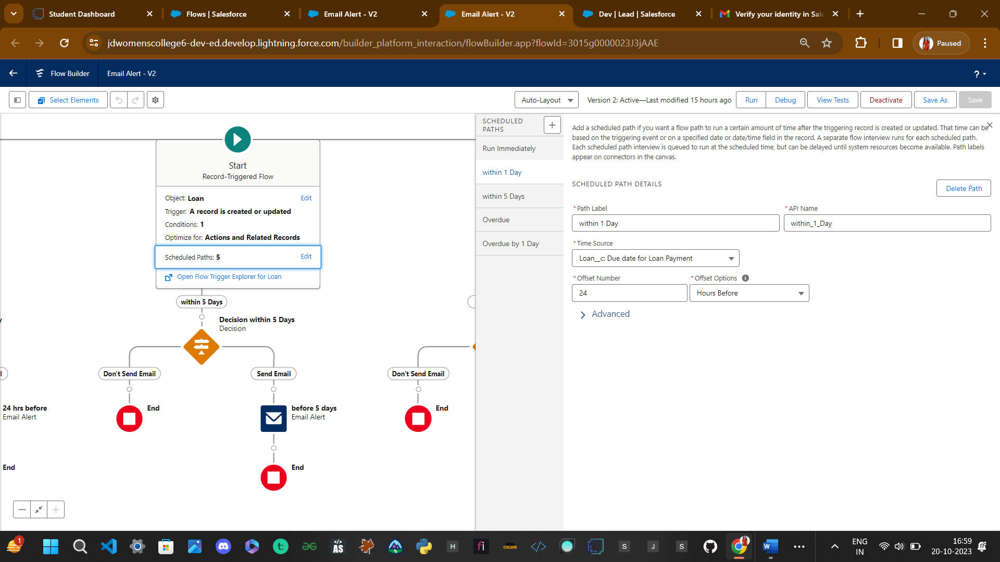 Student Dashboard
Flows | Salesforce
Email Alert - V2
Email Alert - V2
Dev | Lead | Salesforce
Verify your identity in Sale
jdwomenscollege6-dev-ed.develop.lightning.force.com/builder_platform_interaction/flowBuilder.app?flowId=3015g0000023J3jAAE
Paused
Flow Builder
Email Alert - V2
?
Select Elements
Auto-Layout
Version 2: Active—Last modified 15 hours ago
Run
Debug
View Tests
Deactivate
Save As
Save
Start
Record-Triggered Flow
Object: Loan
Edit
Trigger: A record is created or updated
Conditions: 1
Optimize for: Actions and Related Records
Scheduled Paths: 5
Edit
Open Flow Trigger Explorer for Loan
within 5 Days
Decision within 5 Days
Decision
Don't Send Email
Send Email
Don't Send Email
24 hrs before
Email Alert
End
before 5 days
Email Alert
End
End
End
SCHEDULED
PATHS
Run Immediately
within 1 Day
within 5 Days
Overdue
Overdue by 1 Day
Add a scheduled path if you want a flow path to run a certain amount of time after the triggering record is created or updated. That time can be
based on the triggering event or on a specified date or date/time field in the record. A separate flow interview runs for each scheduled path.
Each scheduled path interview is queued to run at the scheduled time, but can be delayed until system resources become available. Path labels
appear on connectors in the canvas.
SCHEDULED PATH DETAILS
Delete Path
* Path Label
within 1 Day
* API Name
within_1_Day
* Time Source
Loan__c: Due date for Loan Payment
* Offset Number
24
* Offset Options
Hours Before
Advanced
1
t:
AS
H
fi
COLLEGE
S
J
S
W
ENG
IN
16:59
20-10-2023